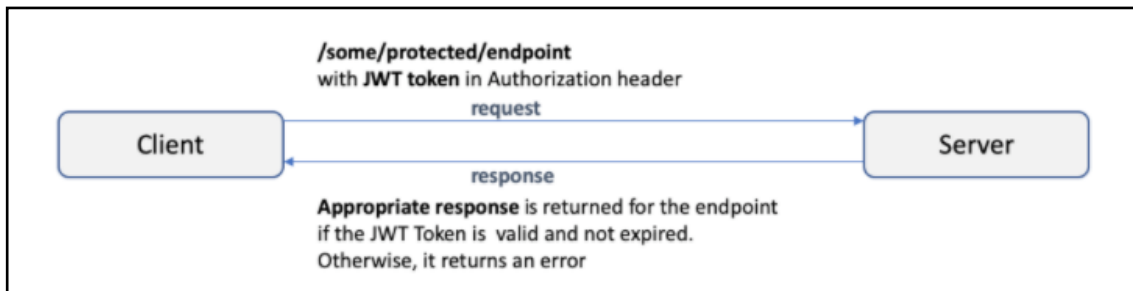 /some/protected/endpoint
with JWT token in Authorization header
request
Client
Server
response
Appropriate response is returned for the endpoint
if the JWT Token is valid and not expired.
Otherwise, it returns an error